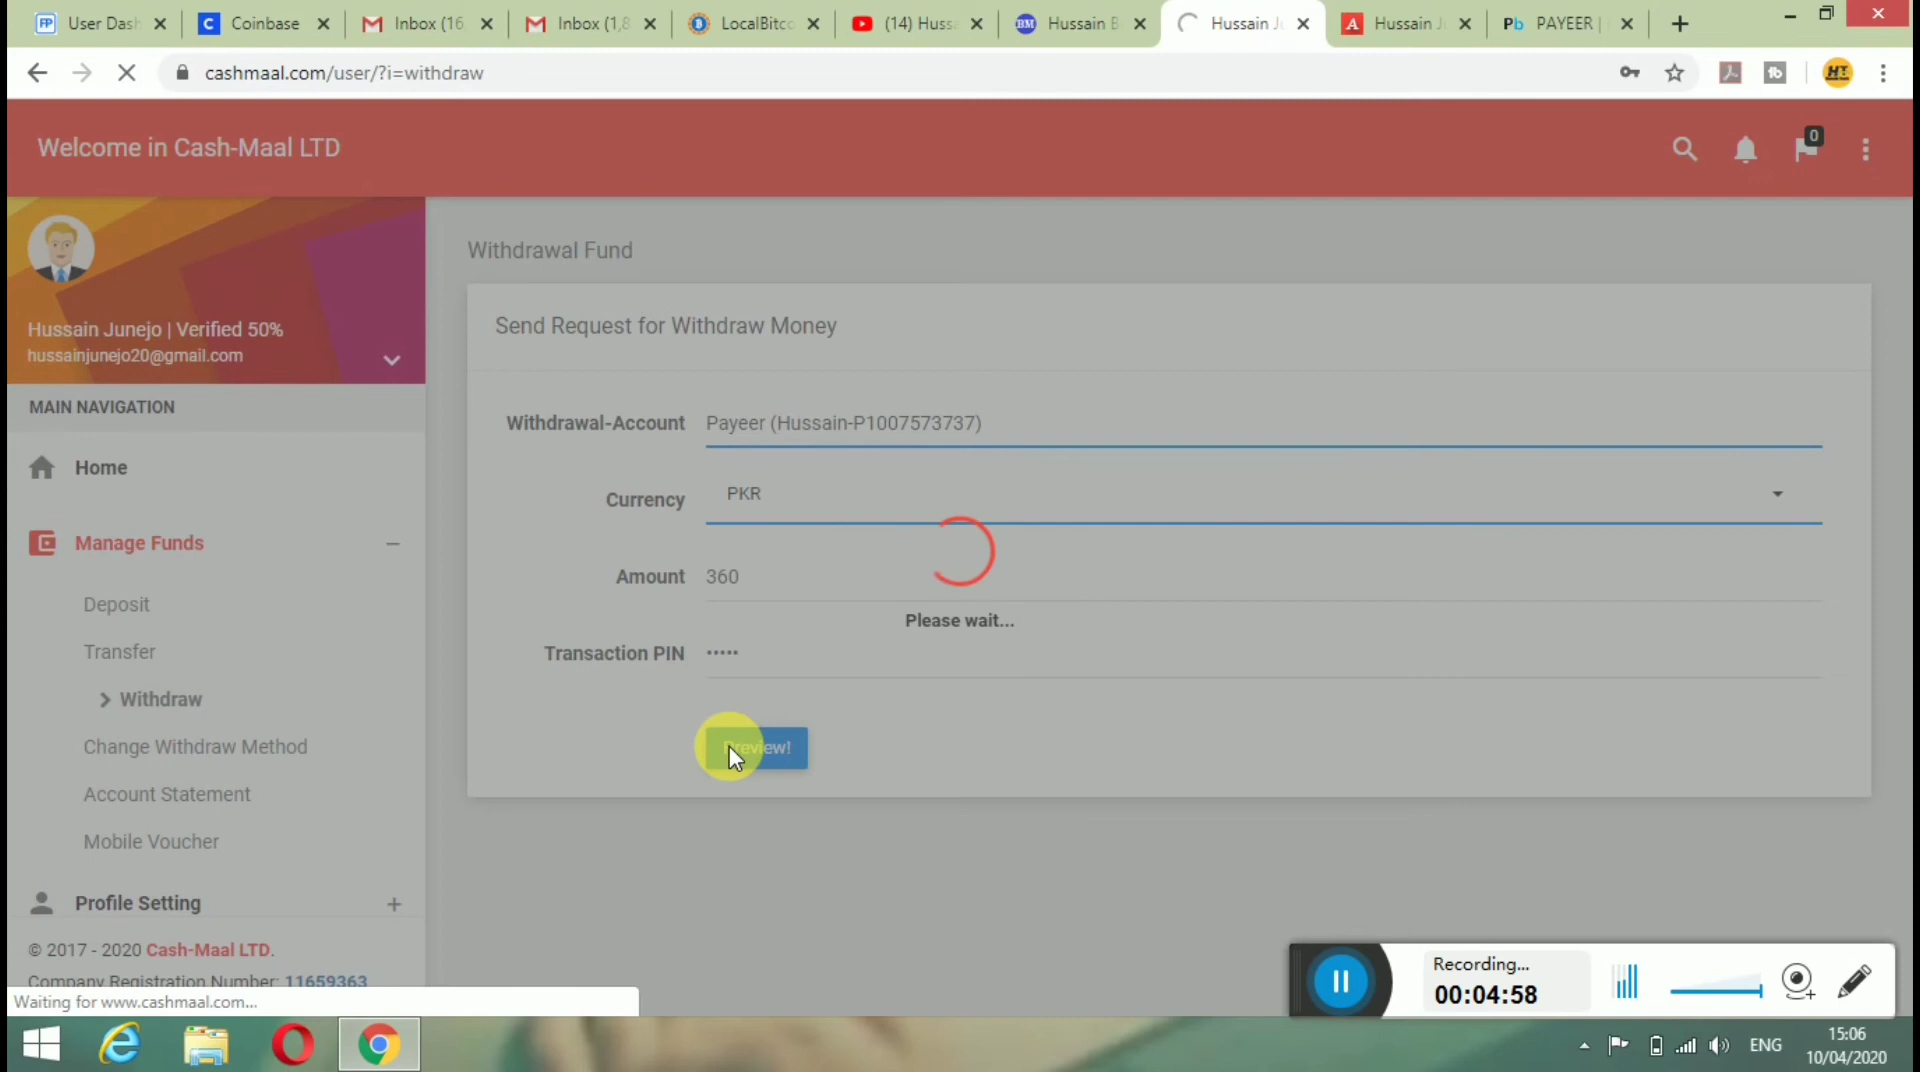 User Dash
Coinbase
Inbox (16,
Inbox (1,8
LocalBitco
(14) Hussa
BM
Hussain B
Hussain J
Hussain J
Pb
PAYEER |
cashmaal.com/user/?i=withdraw
Welcome in Cash-Maal LTD
0
Hussain Junejo | Verified 50%
hussainjunejo20@gmail.com
MAIN NAVIGATION
Home
Manage Funds
Deposit
Transfer
Withdraw
Change Withdraw Method
Account Statement
Mobile Voucher
Profile Setting
© 2017 - 2020 Cash-Maal LTD.
Company Registration Number: 11659363
Waiting for www.cashmaal.com...
Withdrawal Fund
Send Request for Withdraw Money
Withdrawal-Account Payeer (Hussain-P1007573737)
Currency PKR
Amount 360
Please wait...
Transaction PIN •••••
Preview!
Recording...
00:04:58
ENG
15:06
10/04/2020